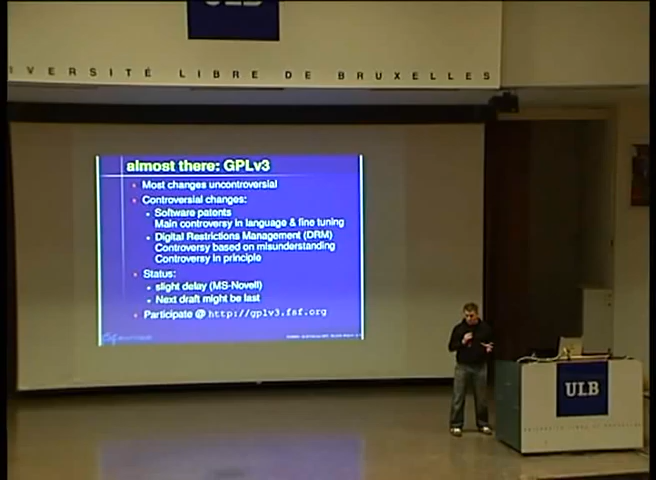 ULB
UNIVERSITÉ LIBRE DE BRUXELLES
almost there: GPLv3
Most changes uncontroversial
Controversial changes:
Software patents
Main controversy in language & fine tuning
Digital Restrictions Management (DRM)
Controversy based on misunderstanding
Controversy in principle
Status:
slight delay (MS-Novell)
Next draft might be last
Participate @ http://gplv3.fsf.org
ULB